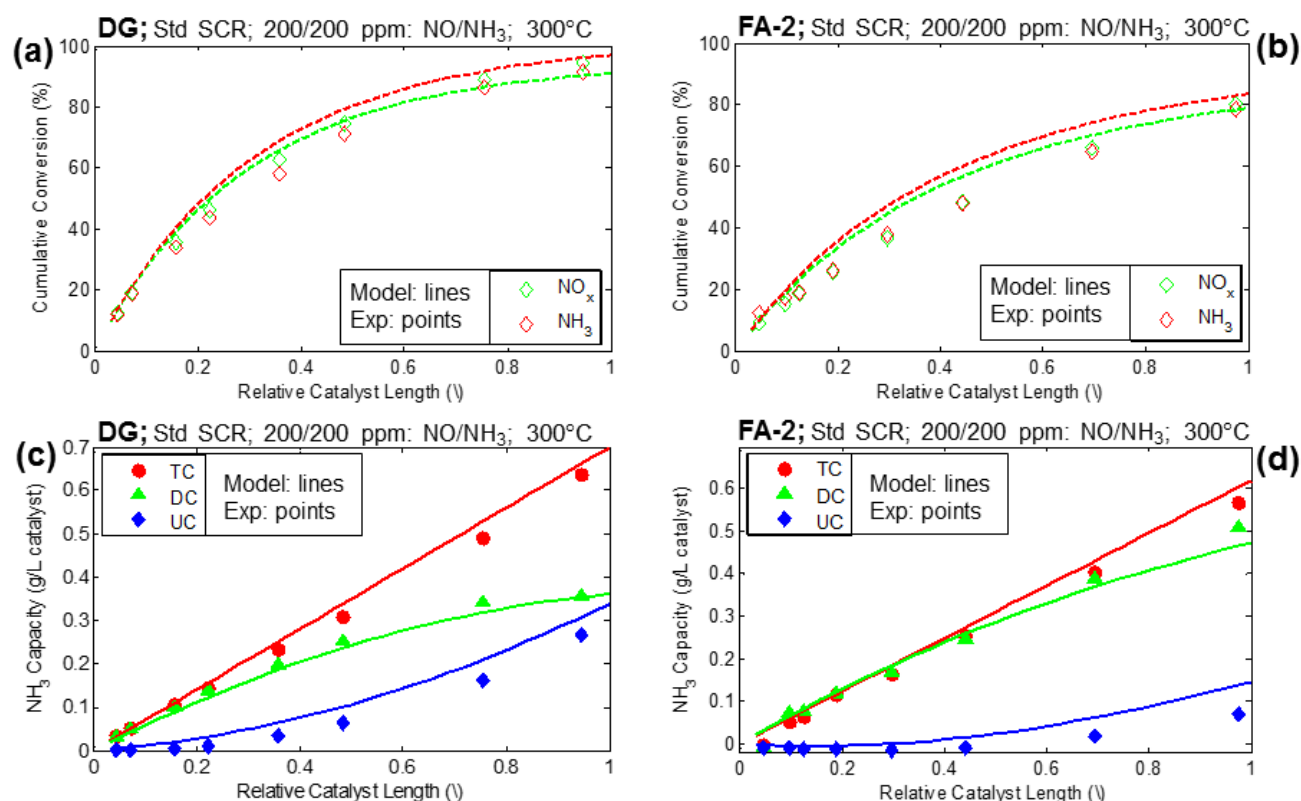 (a)
DG; Std SCR; 200/200 ppm: NO/NH₃; 300°C
100
80
60
40
20
0
Cumulative Conversion (%)
Model: lines
Exp: points
NOₓ
NH₃
0 0.2 0.4 0.6 0.8 1
Relative Catalyst Length (\)
FA-2; Std SCR; 200/200 ppm: NO/NH₃; 300°C
(b)
100
80
60
40
20
0
Cumulative Conversion (%)
Model: lines
Exp: points
NOₓ
NH₃
0 0.2 0.4 0.6 0.8 1
Relative Catalyst Length (\)
(c)
DG; Std SCR; 200/200 ppm: NO/NH₃; 300°C
0.7
0.6
0.5
0.4
0.3
0.2
0.1
0
NH₃ Capacity (g/L catalyst)
TC
DC
UC
Model: lines
Exp: points
0 0.2 0.4 0.6 0.8 1
Relative Catalyst Length (\)
FA-2; Std SCR; 200/200 ppm: NO/NH₃; 300°C
(d)
0.6
0.5
0.4
0.3
0.2
0.1
0
NH₃ Capacity (g/L catalyst)
TC
DC
UC
Model: lines
Exp: points
0 0.2 0.4 0.6 0.8 1
Relative Catalyst Length (\)